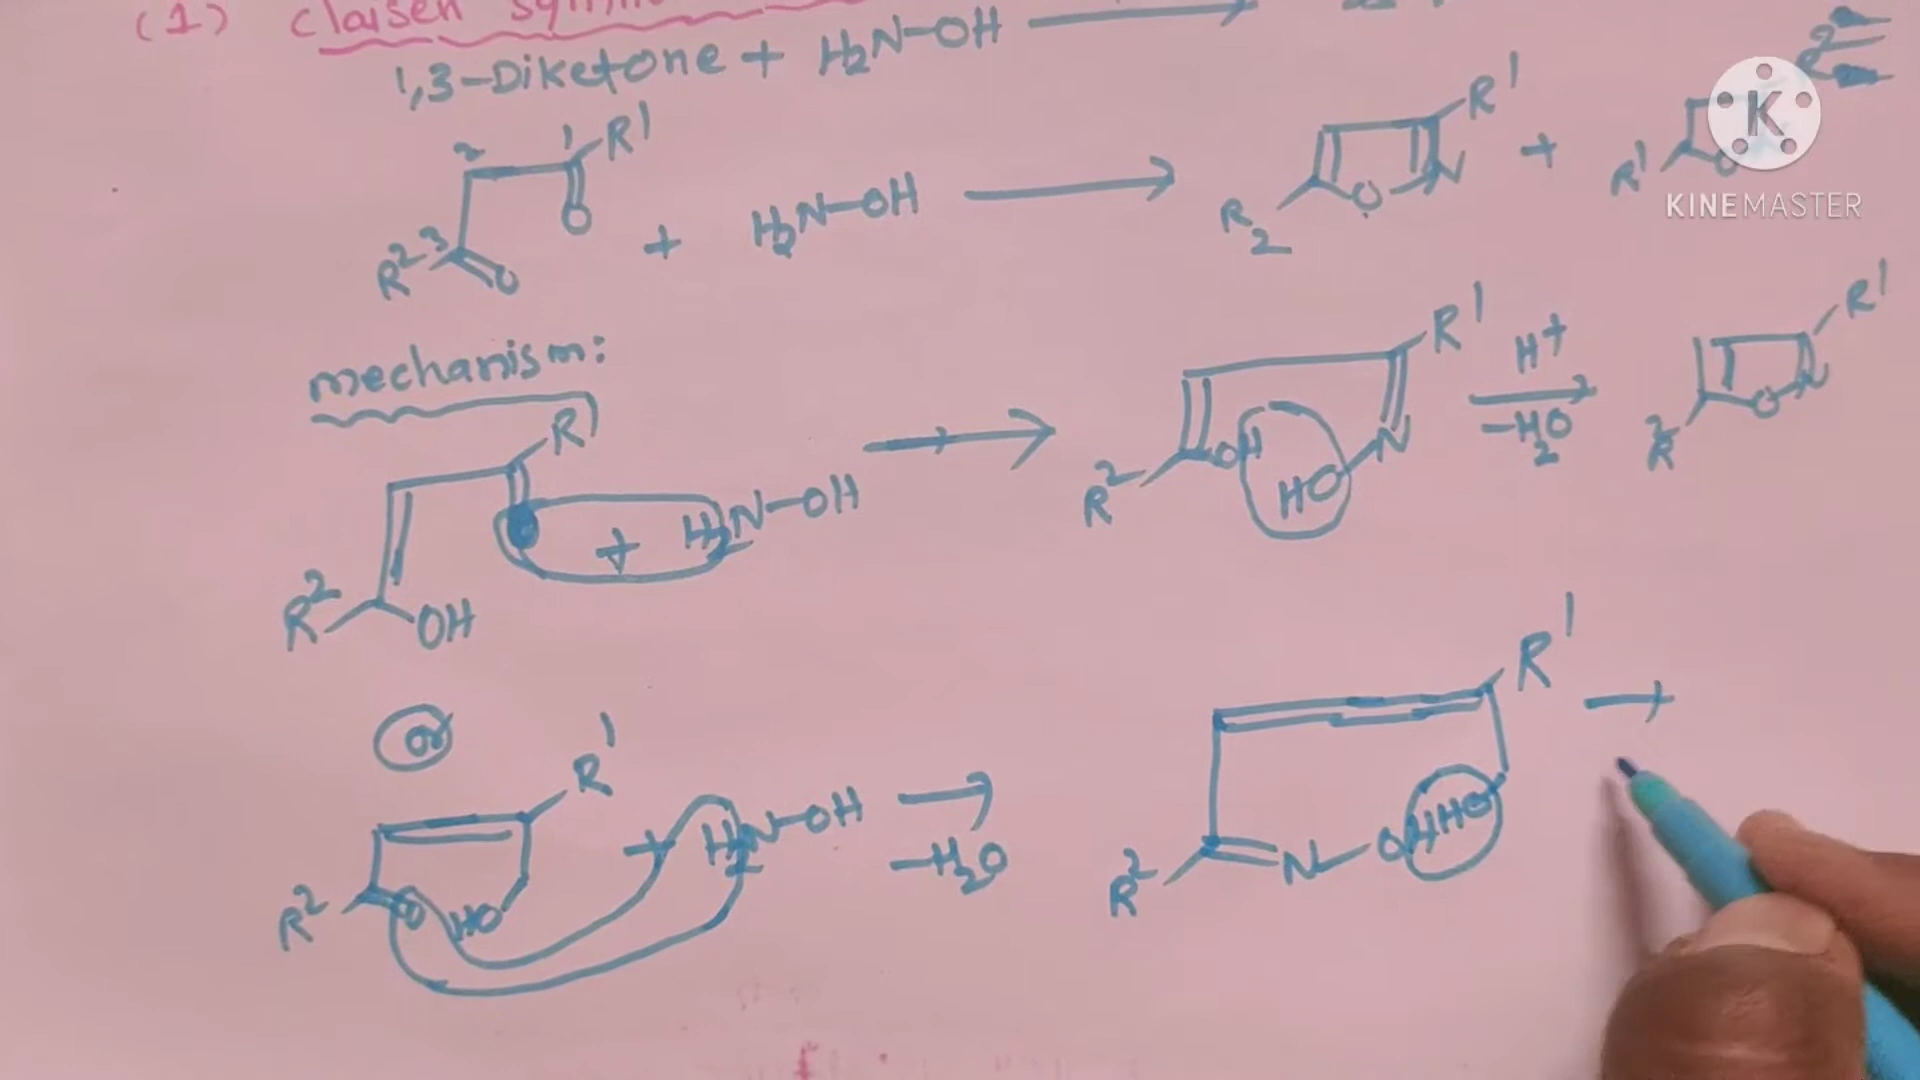 (1) Claisen
1,3-Diketone + H2N-OH
2 1 R1
O
R2 3 O + H2N-OH
R1
N
O
R2
+ R1
K
KINEMASTER
mechanism:
R1
H2N-OH
+
R2 OH
R1
OH N
HO
R2
H+
-H2O
R1
N
O
R2
or
R1
+ H2N-OH
R2 O HO
-H2O
R1
R2 N-OH HO